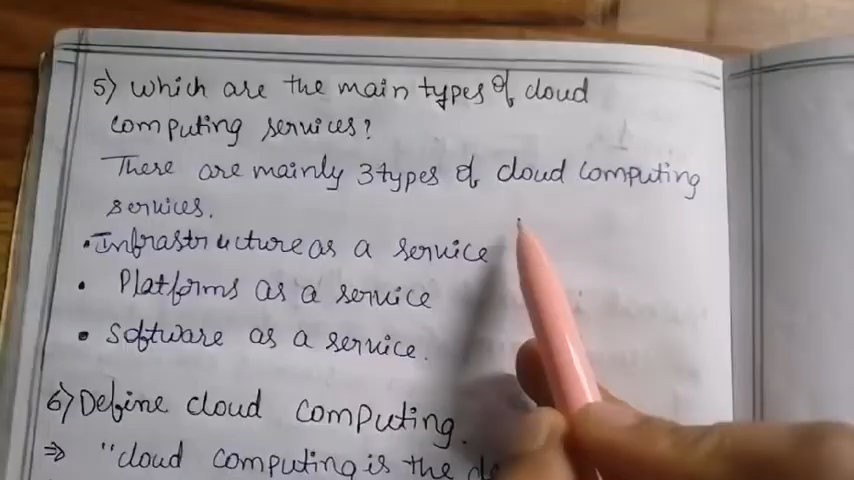 5) Which are the main types of cloud
computing services?
There are mainly 3 types of cloud computing
services.
• Infrastructure as a service
• Platforms as a service
• Software as a service.
6) Define cloud computing.
⇒ "cloud computing is the